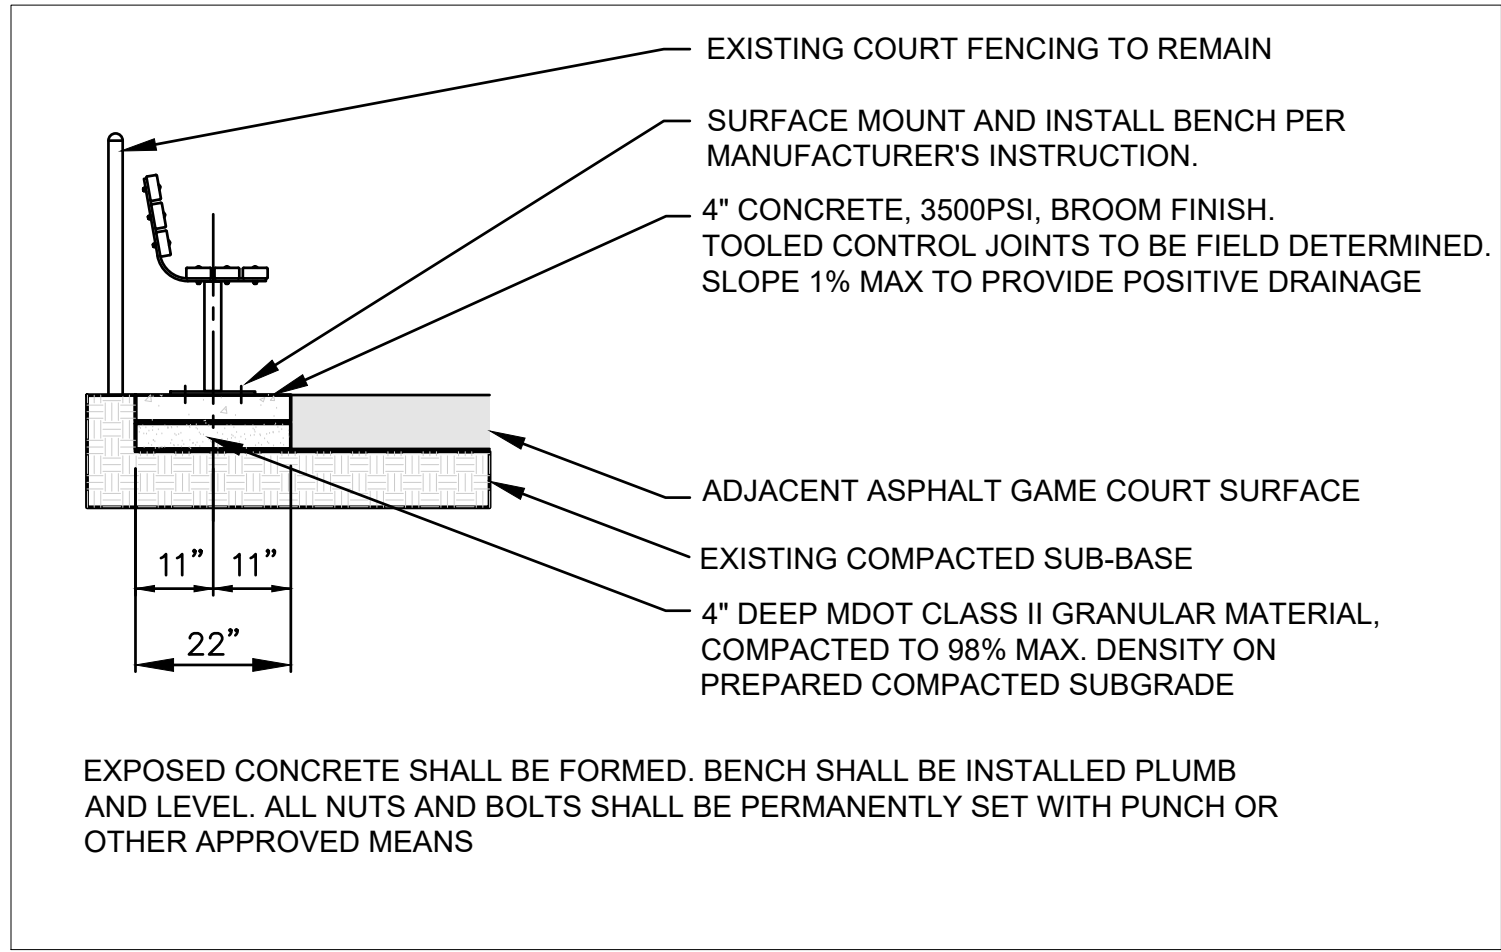 EXISTING COURT FENCING TO REMAIN
SURFACE MOUNT AND INSTALL BENCH PER
MANUFACTURER'S INSTRUCTION.
4" CONCRETE, 3500PSI, BROOM FINISH.
TOOLED CONTROL JOINTS TO BE FIELD DETERMINED.
SLOPE 1% MAX TO PROVIDE POSITIVE DRAINAGE
ADJACENT ASPHALT GAME COURT SURFACE
EXISTING COMPACTED SUB-BASE
11” 11”
22”
4" DEEP MDOT CLASS II GRANULAR MATERIAL,
COMPACTED TO 98% MAX. DENSITY ON
PREPARED COMPACTED SUBGRADE
EXPOSED CONCRETE SHALL BE FORMED. BENCH SHALL BE INSTALLED PLUMB
AND LEVEL. ALL NUTS AND BOLTS SHALL BE PERMANENTLY SET WITH PUNCH OR
OTHER APPROVED MEANS